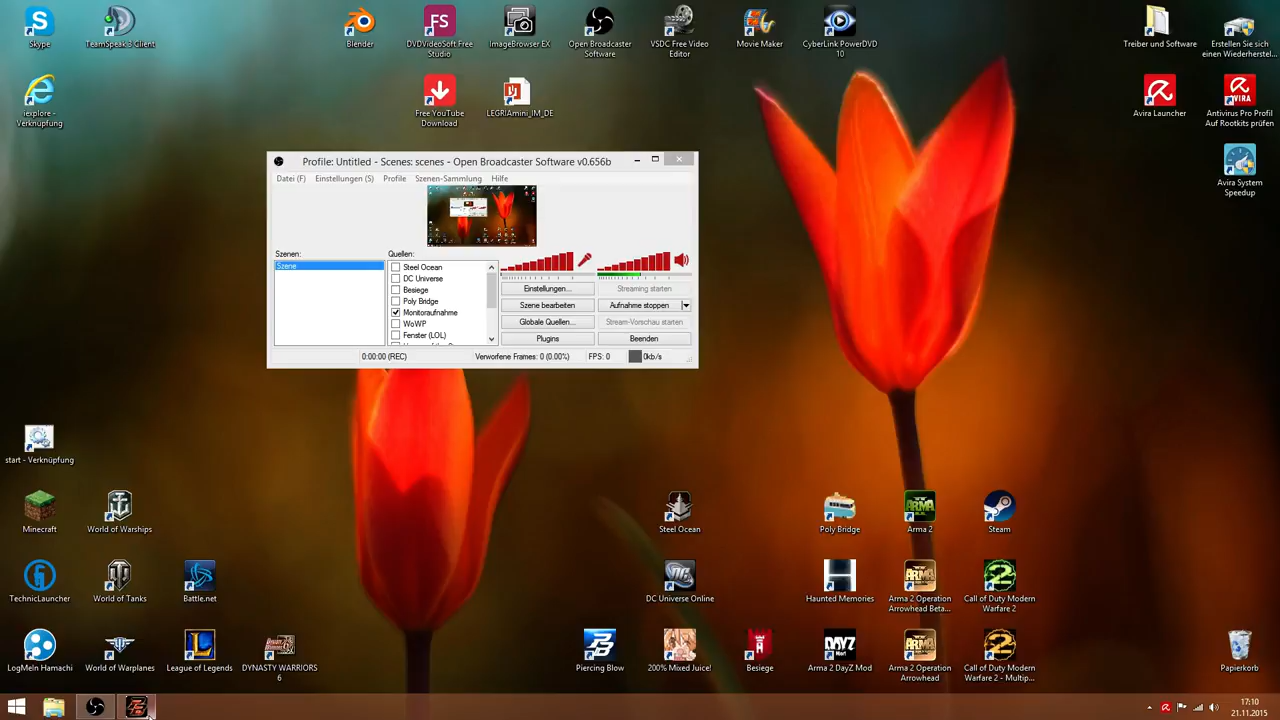 Skype
TeamSpeak 3 Client
Blender
DVDVideoSoft Free
Studio
ImageBrowser EX
Open Broadcaster
Software
VSDC Free Video
Editor
Movie Maker
CyberLink PowerDVD
10
Treiber und Software
Erstellen Sie sich
einen Wiederherstel...
iexplore -
Verknüpfung
Free YouTube
Download
LEGRIAmini_IM_DE
Avira Launcher
Antivirus Pro Profil
Auf Rootkits prüfen
Avira System
Speedup
Profile: Untitled - Scenes: scenes - Open Broadcaster Software v0.656b
Datei (F) Einstellungen (S) Profile Szenen-Sammlung Hilfe
Szenen:
Szene
Quellen:
Steel Ocean
DC Universe
Besiege
Poly Bridge
Monitoraufnahme
WoWP
Fenster (LOL)
Einstellungen... Streaming starten
Szene bearbeiten Aufnahme stoppen
Globale Quellen... Stream-Vorschau starten
Plugins Beenden
0:00:00 (REC) Verworfene Frames: 0 (0.00%) FPS: 0 0kb/s
start - Verknüpfung
Minecraft
World of Warships
Steel Ocean
Poly Bridge
Arma 2
Steam
TechnicLauncher
World of Tanks
Battle.net
DC Universe Online
Haunted Memories
Arma 2 Operation
Arrowhead Beta...
Call of Duty Modern
Warfare 2
LogMeIn Hamachi
World of Warplanes
League of Legends
DYNASTY WARRIORS
6
Piercing Blow
200% Mixed Juice!
Besiege
Arma 2 DayZ Mod
Arma 2 Operation
Arrowhead
Call of Duty Modern
Warfare 2 - Multip...
Papierkorb
17:10
21.11.2015